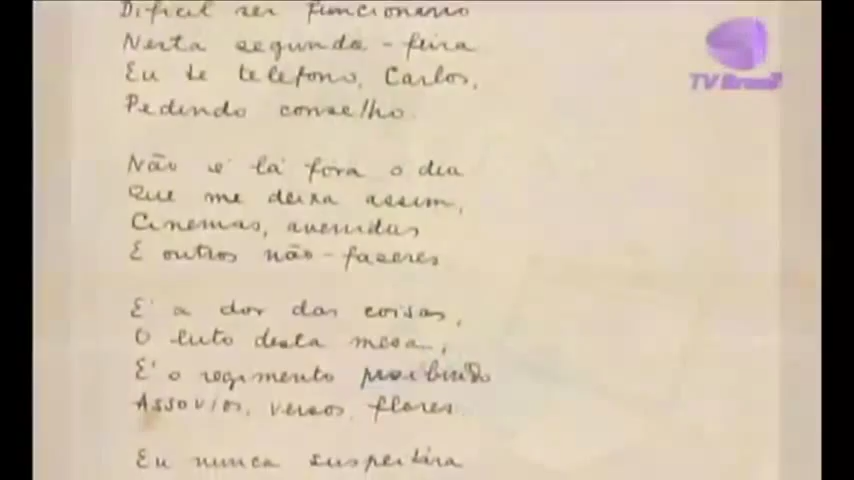 Difícil ser funcionário
Nesta segunda-feira
Eu te telefono, Carlos,
Pedindo conselho.
Não é lá fora o dia
Que me deixa assim,
Cinemas, avenidas
E outros não-fazeres
É a dor das coisas,
O luto desta mesa,
É o regimento proibindo
Assovios, versos, flores.
Eu nunca suspeitára
TV Brasil